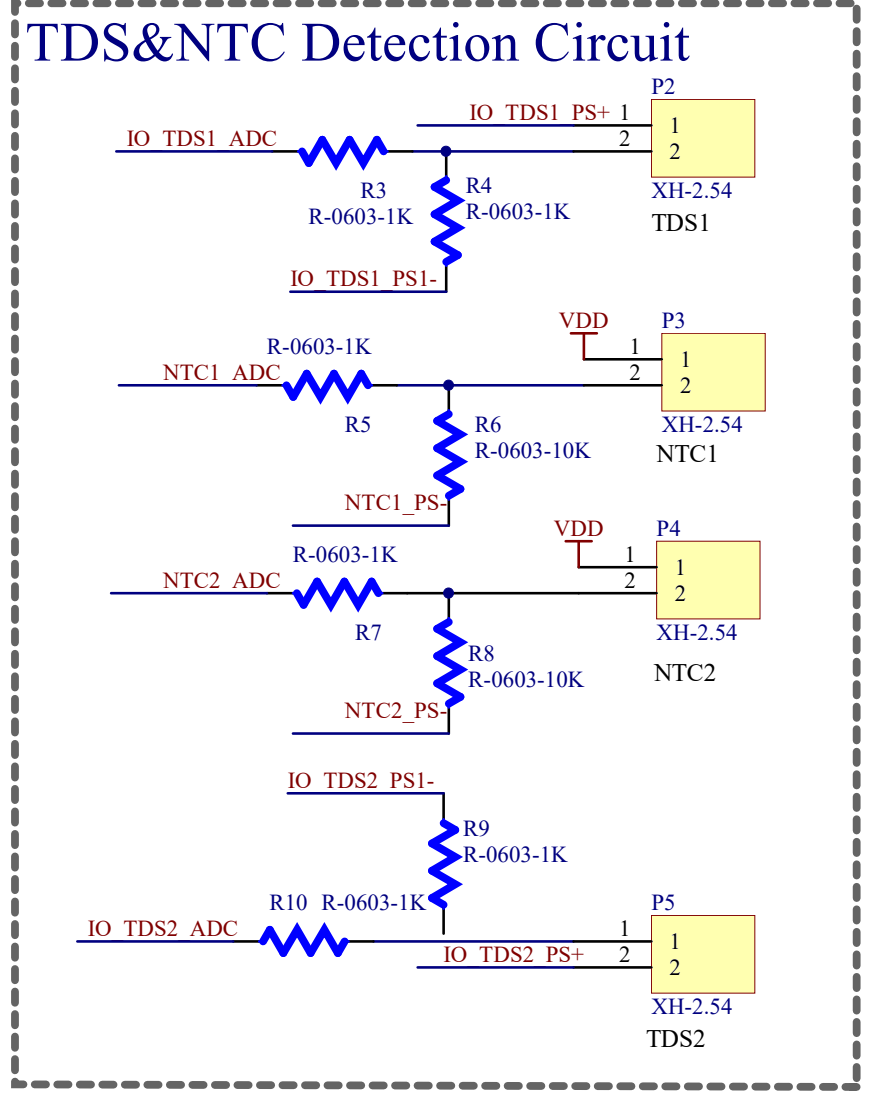 TDS&NTC Detection Circuit
P2
IO_TDS1_PS+ 1
1
IO_TDS1_ADC
2
2
R3
R-0603-1K
R4
R-0603-1K
XH-2.54
TDS1
IO_TDS1_PS1-
VDD
P3
R-0603-1K
1
1
NTC1_ADC
2
2
R5
R6
R-0603-10K
XH-2.54
NTC1
NTC1_PS-
VDD
P4
R-0603-1K
1
1
NTC2_ADC
2
2
R7
XH-2.54
R8
R-0603-10K
NTC2
NTC2_PS-
IO_TDS2_PS1-
R9
R-0603-1K
R10 R-0603-1K
P5
IO_TDS2_ADC
1
1
IO_TDS2_PS+
2
2
XH-2.54
TDS2